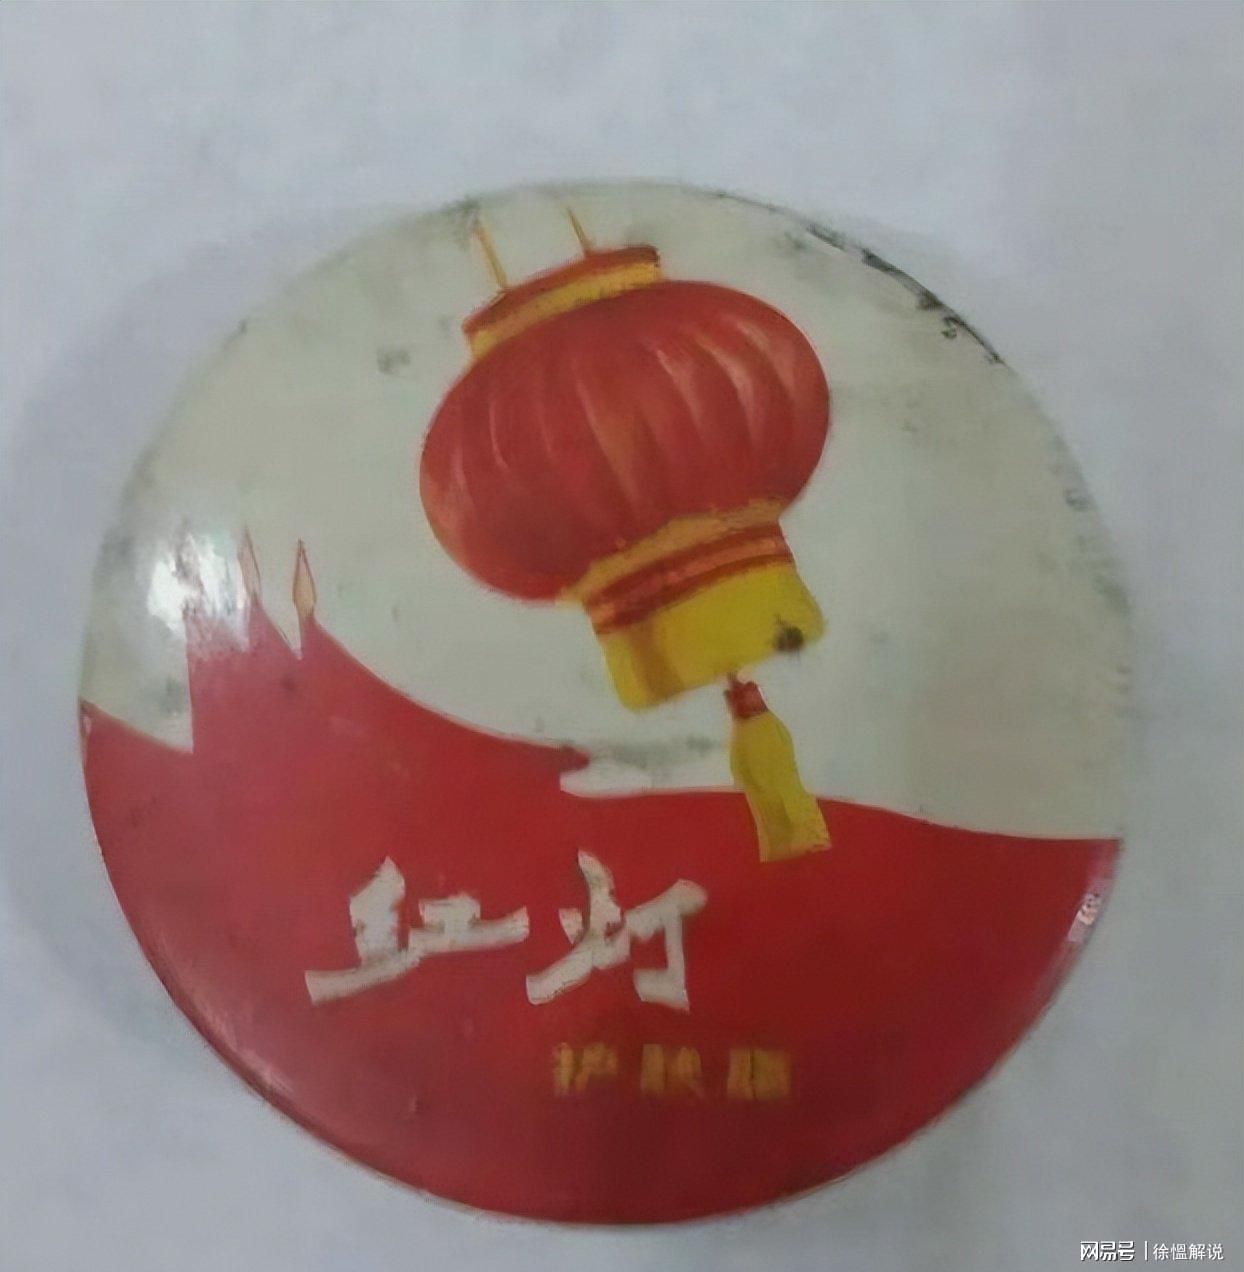 红灯
护肤脂
网易号 | 徐愠解说